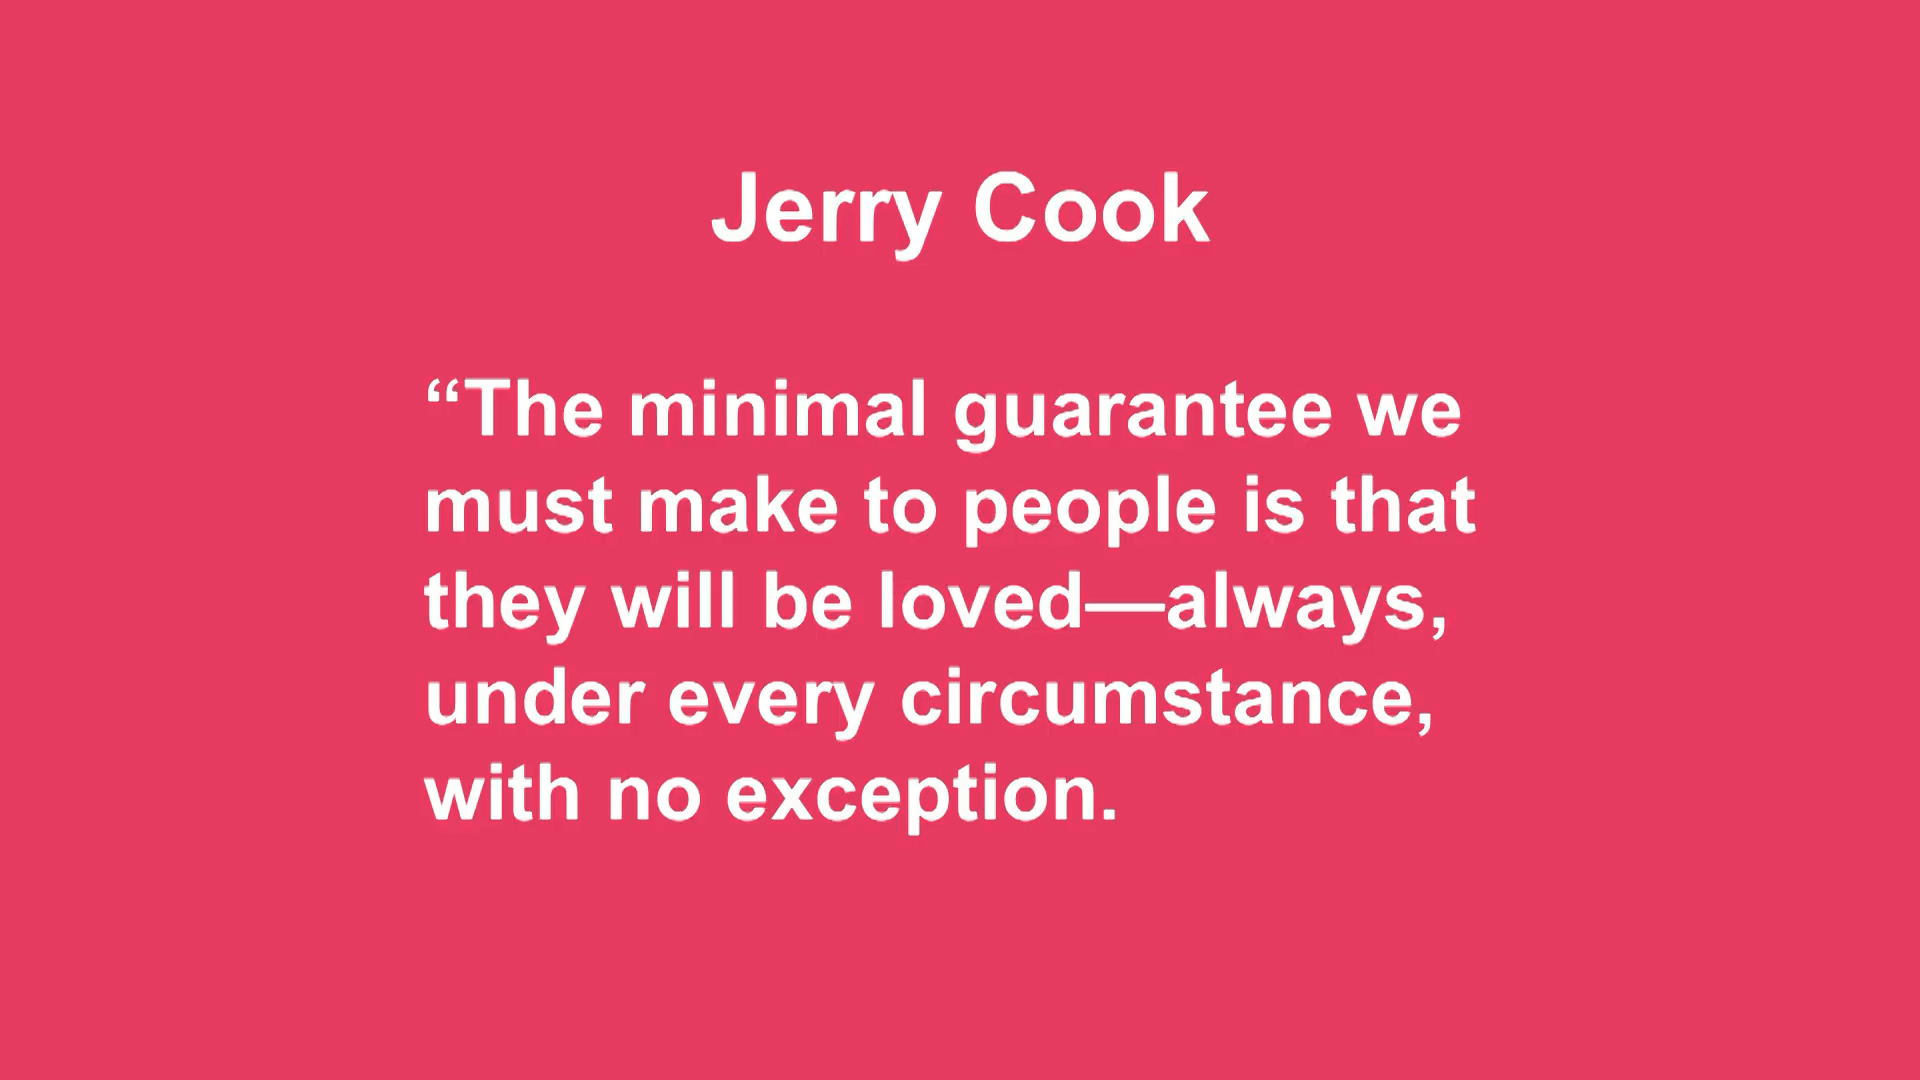 Jerry Cook
“The minimal guarantee we
must make to people is that
they will be loved—always,
under every circumstance,
with no exception.